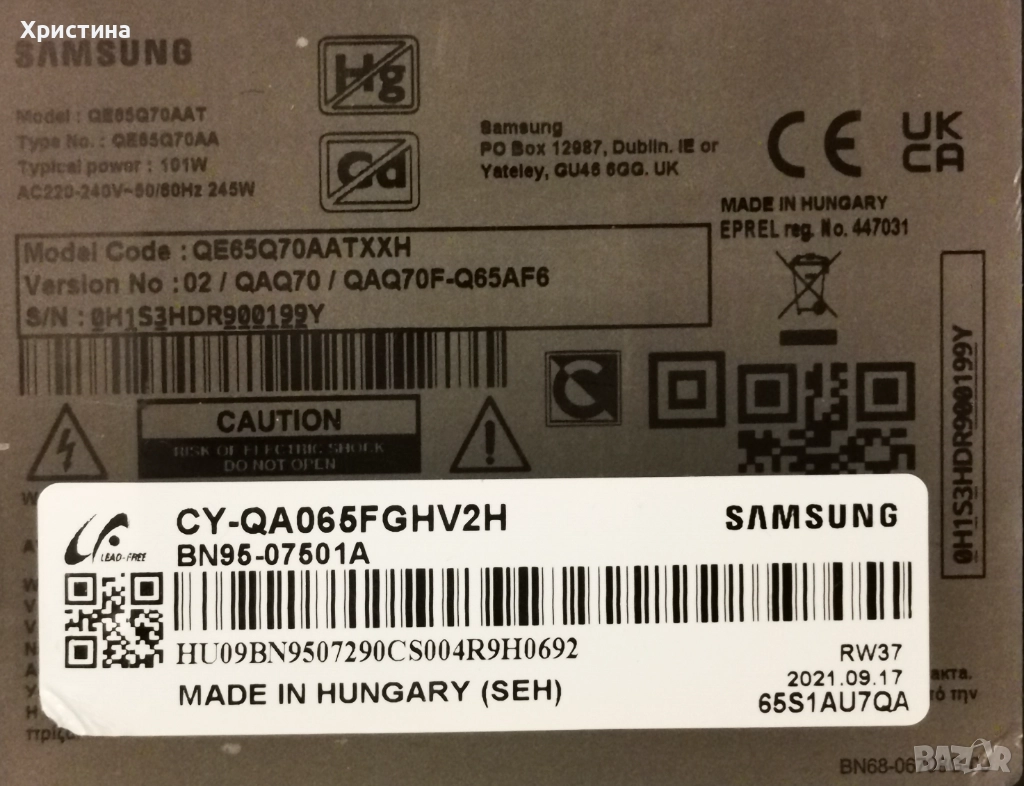 Христина
SAMSUNG
Hg
Model : QE65Q70AAT
Type No. : QE65Q70AA
Typical power : 101W
AC220-240V~50/60Hz 245W
Cd
Samsung
PO Box 12987, Dublin. IE or
Yateley, GU46 6GG. UK
CE
UK
CA
MADE IN HUNGARY
EPREL reg. No. 447031
Model Code : QE65Q70AATXXH
Version No : 02 / QAQ70 / QAQ70F-Q65AF6
S/N : 0H1S3HDR900199Y
0H1S3HDR900199Y
CAUTION
RISK OF ELECTRIC SHOCK
DO NOT OPEN
CY-QA065FGHV2H
SAMSUNG
LEAD-FREE
BN95-07501A
HU09BN9507290CS004R9H0692
RW37
2021.09.17
MADE IN HUNGARY (SEH)
65S1AU7QA
την
BAZAR